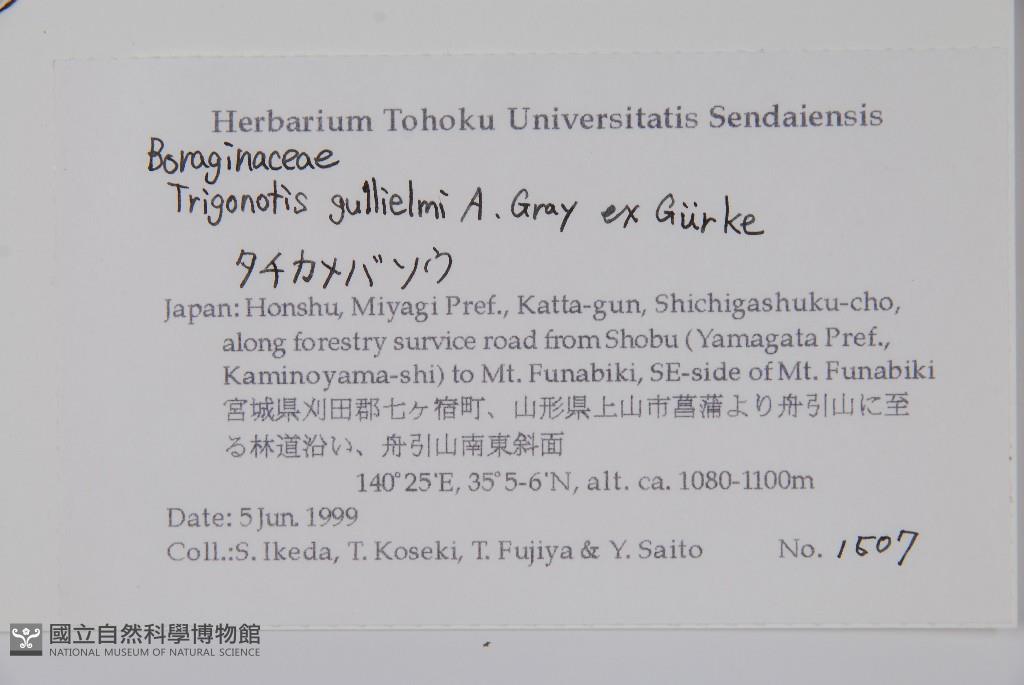 Herbarium Tohoku Universitatis Sendaiensis
Boraginaceae
Trigonotis gullielmi A. Gray ex Gürke
タチカメバソウ
Japan: Honshu, Miyagi Pref., Katta-gun, Shichigashuku-cho,
along forestry survice road from Shobu (Yamagata Pref.,
Kaminoyama-shi) to Mt. Funabiki, SE-side of Mt. Funabiki
宮城県刈田郡七ヶ宿町、山形県上山市菖蒲より舟引山に至
る林道沿い、舟引山南東斜面
140°25'E, 35°5-6'N, alt. ca. 1080-1100m
Date: 5 Jun. 1999
Coll.:S. Ikeda, T. Koseki, T. Fujiya & Y. Saito No. 1507
國立自然科學博物館
NATIONAL MUSEUM OF NATURAL SCIENCE